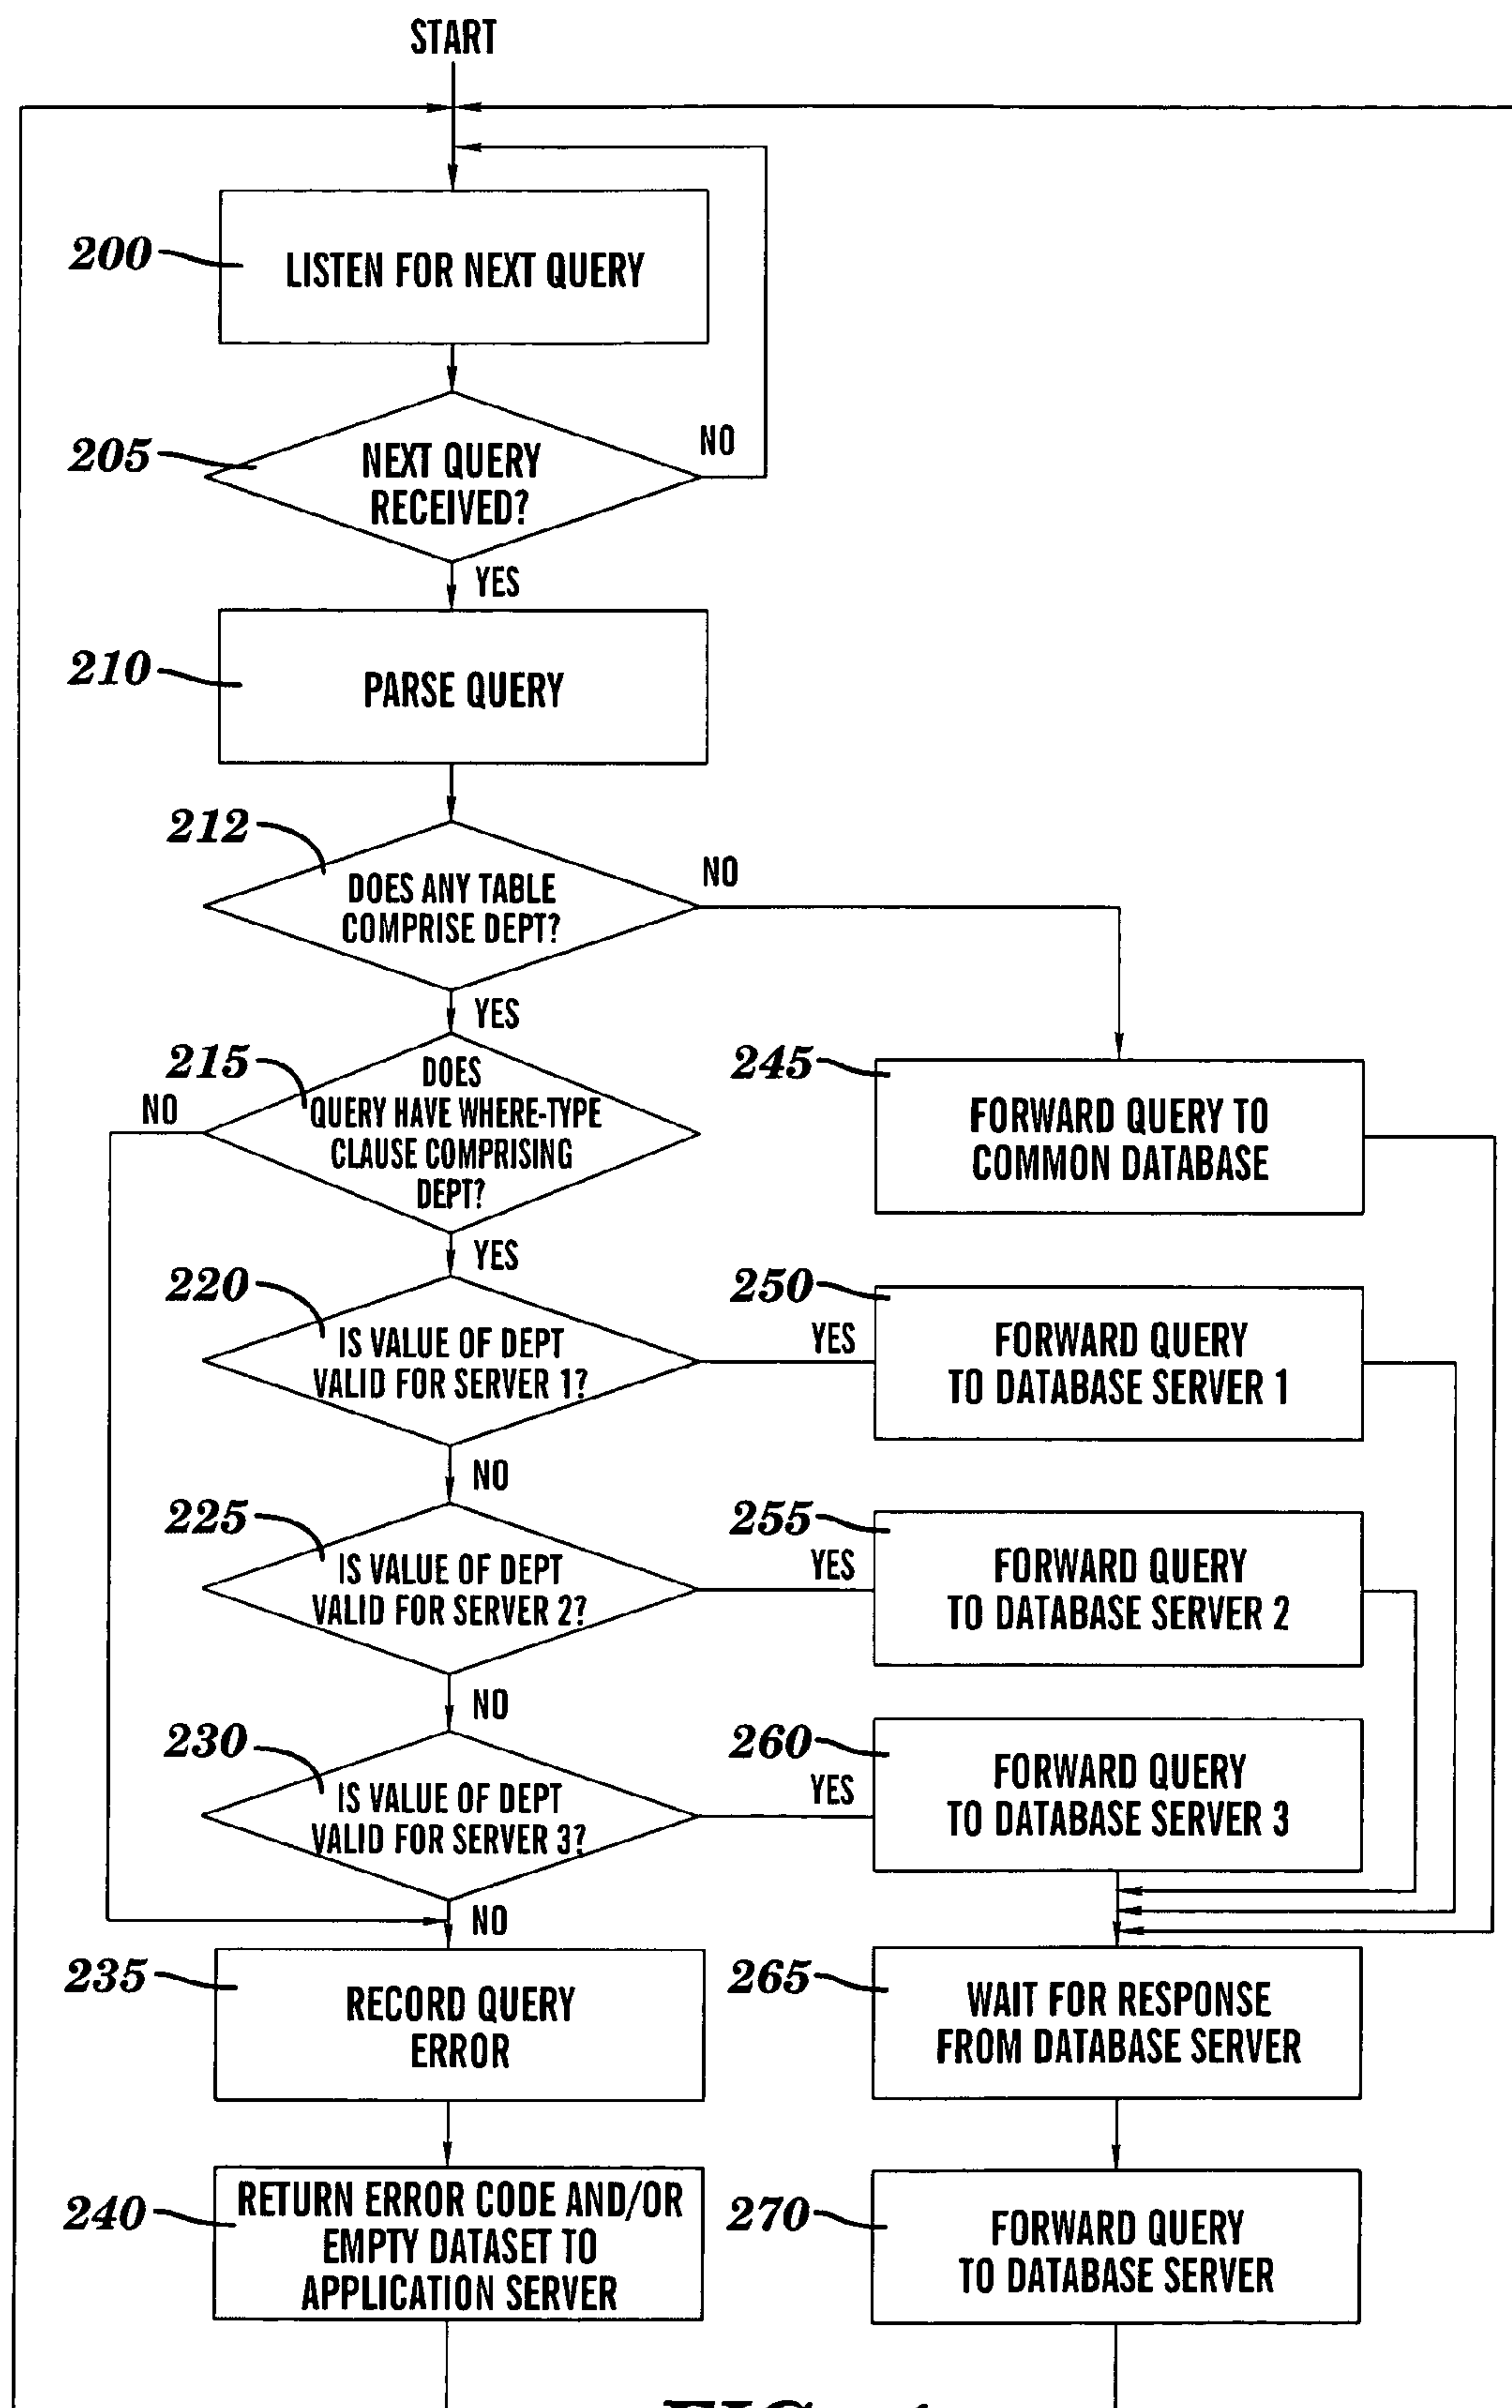 START
200
LISTEN FOR NEXT QUERY
205
NEXT QUERY
RECEIVED?
NO
YES
210
PARSE QUERY
212
DOES ANY TABLE
COMPRISE DEPT?
NO
YES
215
NO
DOES
QUERY HAVE WHERE-TYPE
CLAUSE COMPRISING
DEPT?
YES
245
FORWARD QUERY TO
COMMON DATABASE
220
IS VALUE OF DEPT
VALID FOR SERVER 1?
YES
NO
250
FORWARD QUERY
TO DATABASE SERVER 1
225
IS VALUE OF DEPT
VALID FOR SERVER 2?
YES
NO
255
FORWARD QUERY
TO DATABASE SERVER 2
230
IS VALUE OF DEPT
VALID FOR SERVER 3?
YES
NO
260
FORWARD QUERY
TO DATABASE SERVER 3
235
RECORD QUERY
ERROR
265
WAIT FOR RESPONSE
FROM DATABASE SERVER
240
RETURN ERROR CODE AND/OR
EMPTY DATASET TO
APPLICATION SERVER
270
FORWARD QUERY
TO DATABASE SERVER